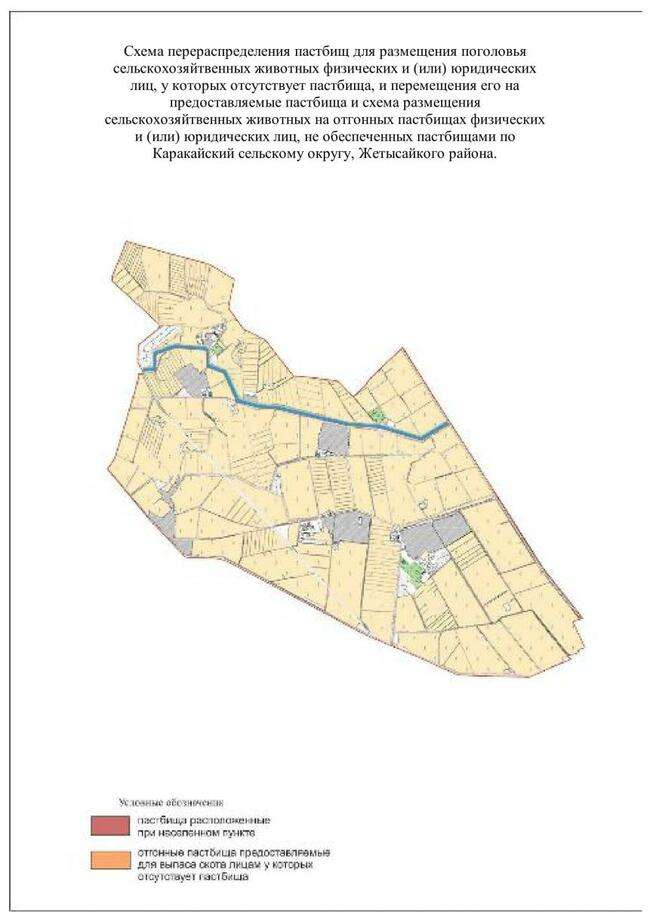 Схема перераспределения пастбищ для размещения поголовья
сельскохозяйтвенных животных физических и (или) юридических
лиц, у которых отсутствует пастбища, и перемещения его на
предоставляемые пастбища и схема размещения
сельскохозяйтвенных животных на отгонных пастбищах физических
и (или) юридических лиц, не обеспеченных пастбищами по
Каракайский сельскому округу, Жетысайкого района.
Условные обозначения
пастбища расположенные
при населенном пункте
отгонные пастбища предоставляемые
для выпаса скота лицам у которых
отсутствует пастбища